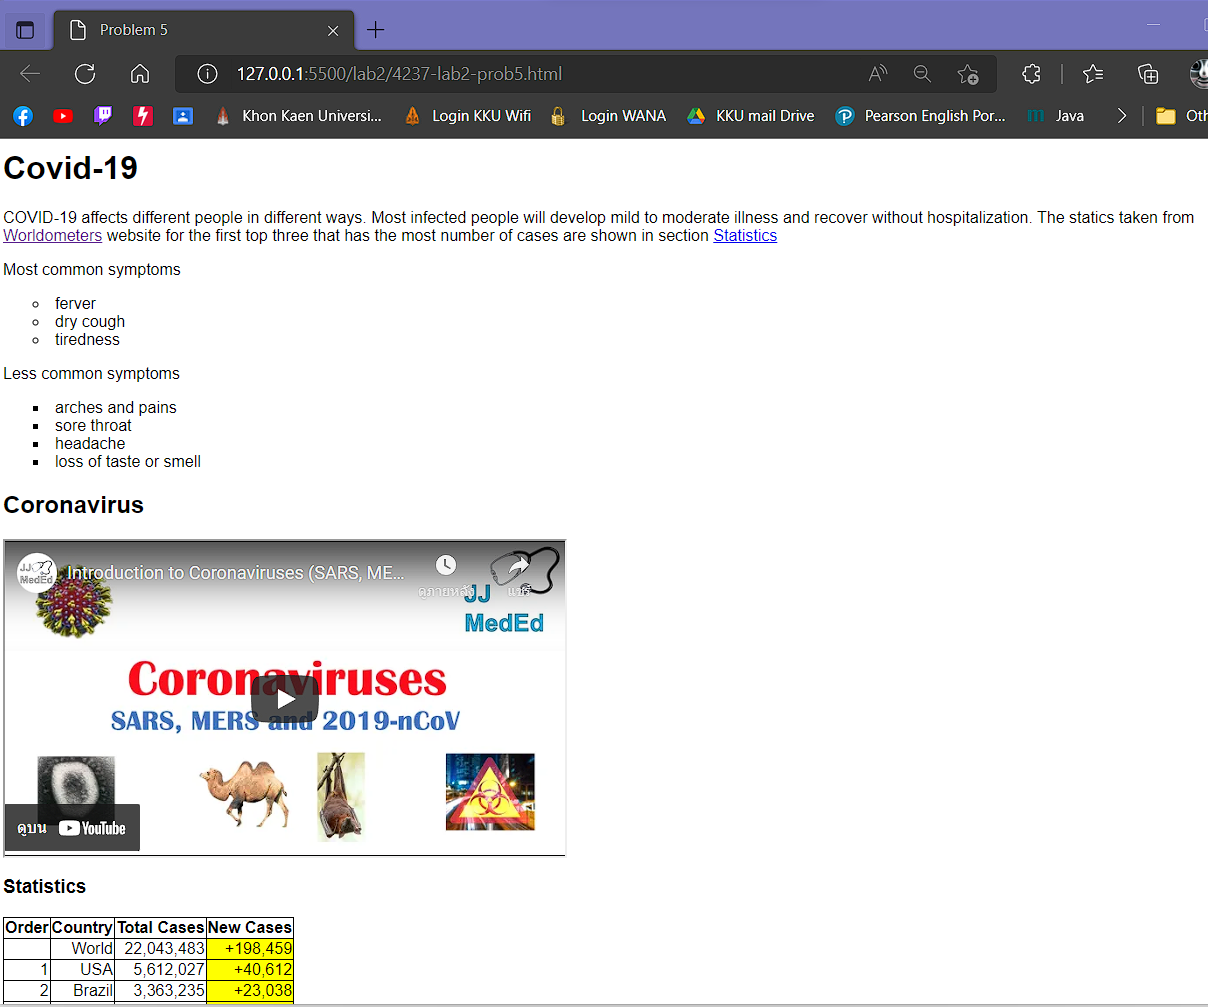 Problem 5
127.0.0.1:5500/lab2/4237-lab2-prob5.html
Khon Kaen Universi... Login KKU Wifi Login WANA KKU mail Drive Pearson English Por... Java Oth
Covid-19
COVID-19 affects different people in different ways. Most infected people will develop mild to moderate illness and recover without hospitalization. The statics taken from
Worldometers website for the first top three that has the most number of cases are shown in section Statistics
Most common symptoms
ferver
dry cough
tiredness
Less common symptoms
arches and pains
sore throat
headache
loss of taste or smell
Coronavirus
JJ MedEd
Introduction to Coronaviruses (SARS, ME...
ดูภายหลัง แชร์
JJ
MedEd
Coronaviruses
SARS, MERS and 2019-nCoV
ดูบน YouTube
Statistics
Order Country Total Cases New Cases
World 22,043,483 +198,459
1 USA 5,612,027 +40,612
2 Brazil 3,363,235 +23,038